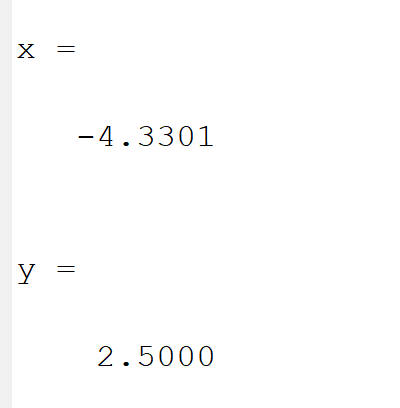 x =
-4.3301
y =
2.5000